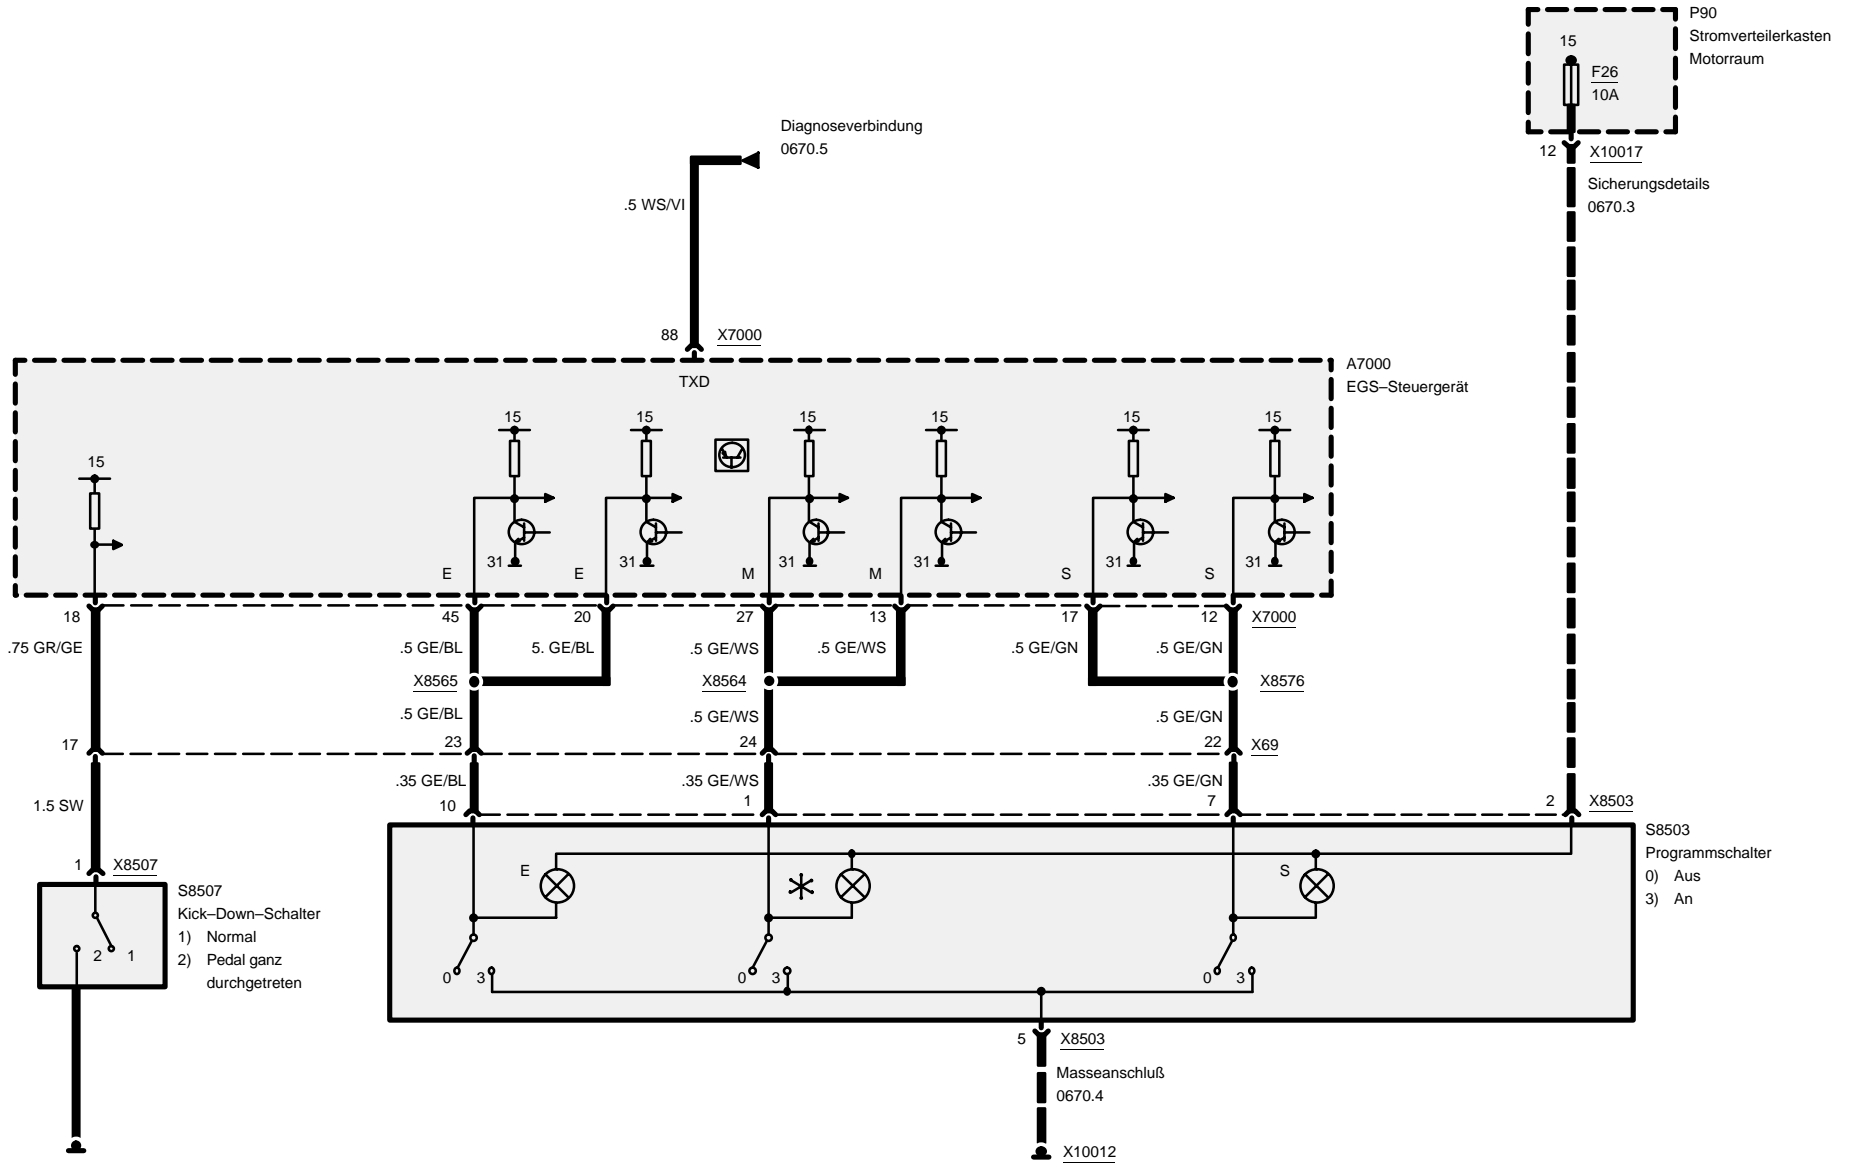 P90
Stromverteilerkasten
Motorraum
15
F26
10A
12 X10017
Sicherungsdetails
0670.3
Diagnoseverbindung
0670.5
.5 WS/VI
88 X7000
TXD
A7000
EGS–Steuergerät
15 15 15 15 15 15
15
31 31 31 31 31 31
E E M M S S
18 45 20 27 13 17 12 X7000
.75 GR/GE .5 GE/BL 5. GE/BL .5 GE/WS .5 GE/WS .5 GE/GN .5 GE/GN
X8565 X8564 X8576
.5 GE/BL .5 GE/WS .5 GE/GN
17 23 24 22 X69
.35 GE/BL .35 GE/WS .35 GE/GN
1.5 SW 10 1 7 2 X8503
S8503
Programmschalter
0) Aus
3) An
1 X8507
S8507
Kick–Down–Schalter
1) Normal
2) Pedal ganz
durchgetreten
2 1
E S
0 3 0 3 0 3
5 X8503
Masseanschluß
0670.4
X10012